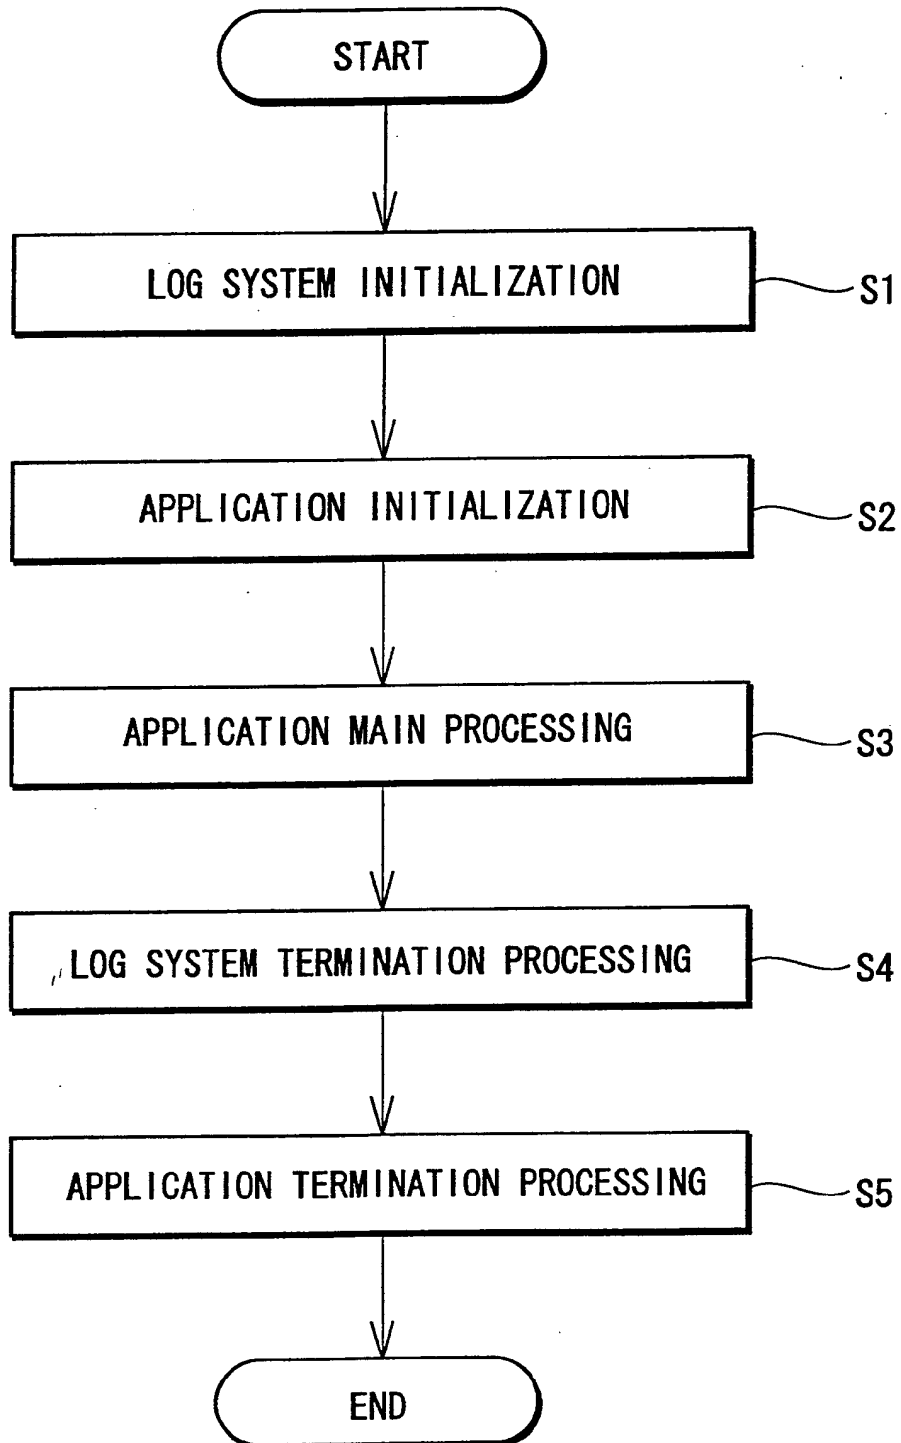 START
LOG SYSTEM INITIALIZATION
S1
APPLICATION INITIALIZATION
S2
APPLICATION MAIN PROCESSING
S3
LOG SYSTEM TERMINATION PROCESSING
S4
APPLICATION TERMINATION PROCESSING
S5
END